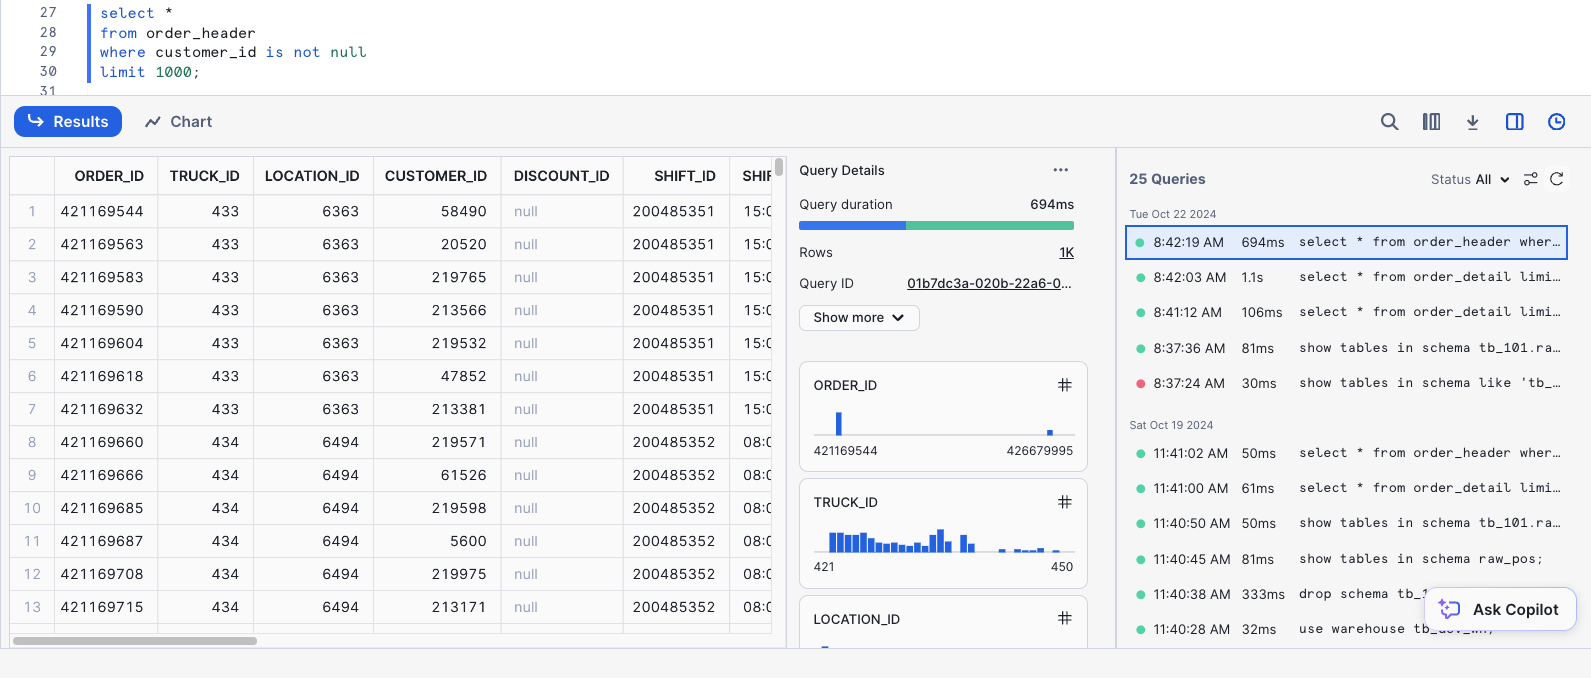 27 select *
28 from order_header
29 where customer_id is not null
30 limit 1000;
31
Results Chart
ORDER_ID TRUCK_ID LOCATION_ID CUSTOMER_ID DISCOUNT_ID SHIFT_ID SHIF
1 421169544 433 6363 58490 null 200485351 15:0
2 421169563 433 6363 20520 null 200485351 15:0
3 421169583 433 6363 219765 null 200485351 15:0
4 421169590 433 6363 213566 null 200485351 15:0
5 421169604 433 6363 219532 null 200485351 15:0
6 421169618 433 6363 47852 null 200485351 15:0
7 421169632 433 6363 213381 null 200485351 15:0
8 421169660 434 6494 219571 null 200485352 08:0
9 421169666 434 6494 61526 null 200485352 08:0
10 421169685 434 6494 219598 null 200485352 08:0
11 421169687 434 6494 5600 null 200485352 08:0
12 421169708 434 6494 219975 null 200485352 08:0
13 421169715 434 6494 213171 null 200485352 08:0
Query Details ...
Query duration 694ms
Rows 1K
Query ID 01b7dc3a-020b-22a6-0...
Show more
ORDER_ID #
421169544 426679995
TRUCK_ID #
421 450
LOCATION_ID #
25 Queries Status All
Tue Oct 22 2024
8:42:19 AM 694ms select * from order_header wher...
8:42:03 AM 1.1s select * from order_detail limi...
8:41:12 AM 106ms select * from order_detail limi...
8:37:36 AM 81ms show tables in schema tb_101.ra...
8:37:24 AM 30ms show tables in schema like 'tb_...
Sat Oct 19 2024
11:41:02 AM 50ms select * from order_header wher...
11:41:00 AM 61ms select * from order_detail limi...
11:40:50 AM 50ms show tables in schema tb_101.ra...
11:40:45 AM 81ms show tables in schema raw_pos;
11:40:38 AM 333ms drop schema
11:40:28 AM 32ms use warehouse
Ask Copilot